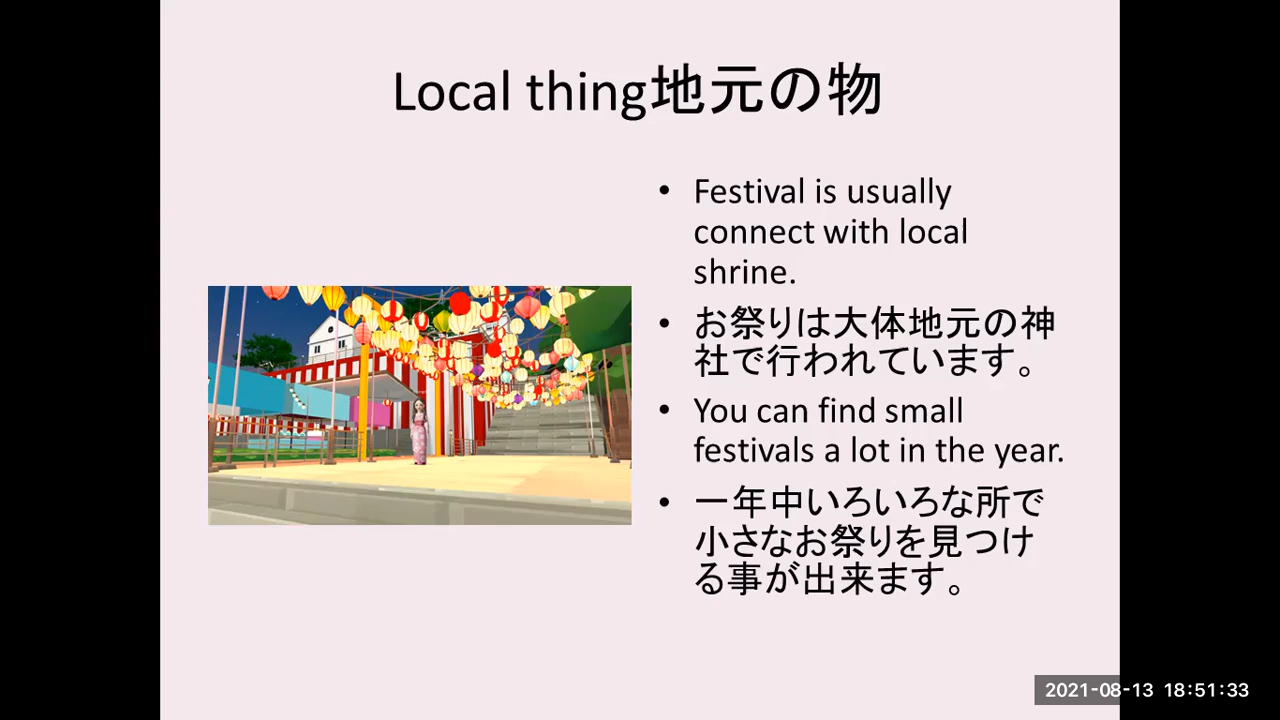 Local thing地元の物
• Festival is usually
connect with local
shrine.
• お祭りは大体地元の神
社で行われています。
• You can find small
festivals a lot in the year.
• 一年中いろいろな所で
小さなお祭りを見つけ
る事が出来ます。
2021-08-13 18:51:33